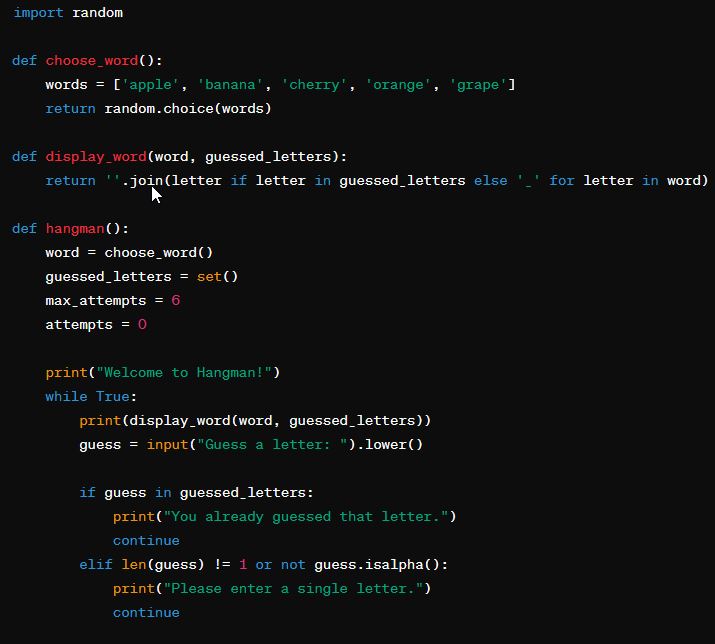 import random
def choose_word():
words = ['apple', 'banana', 'cherry', 'orange', 'grape']
return random.choice(words)
def display_word(word, guessed_letters):
return ''.join(letter if letter in guessed_letters else '_' for letter in word)
def hangman():
word = choose_word()
guessed_letters = set()
max_attempts = 6
attempts = 0
print("Welcome to Hangman!")
while True:
print(display_word(word, guessed_letters))
guess = input("Guess a letter: ").lower()
if guess in guessed_letters:
print("You already guessed that letter.")
continue
elif len(guess) != 1 or not guess.isalpha():
print("Please enter a single letter.")
continue